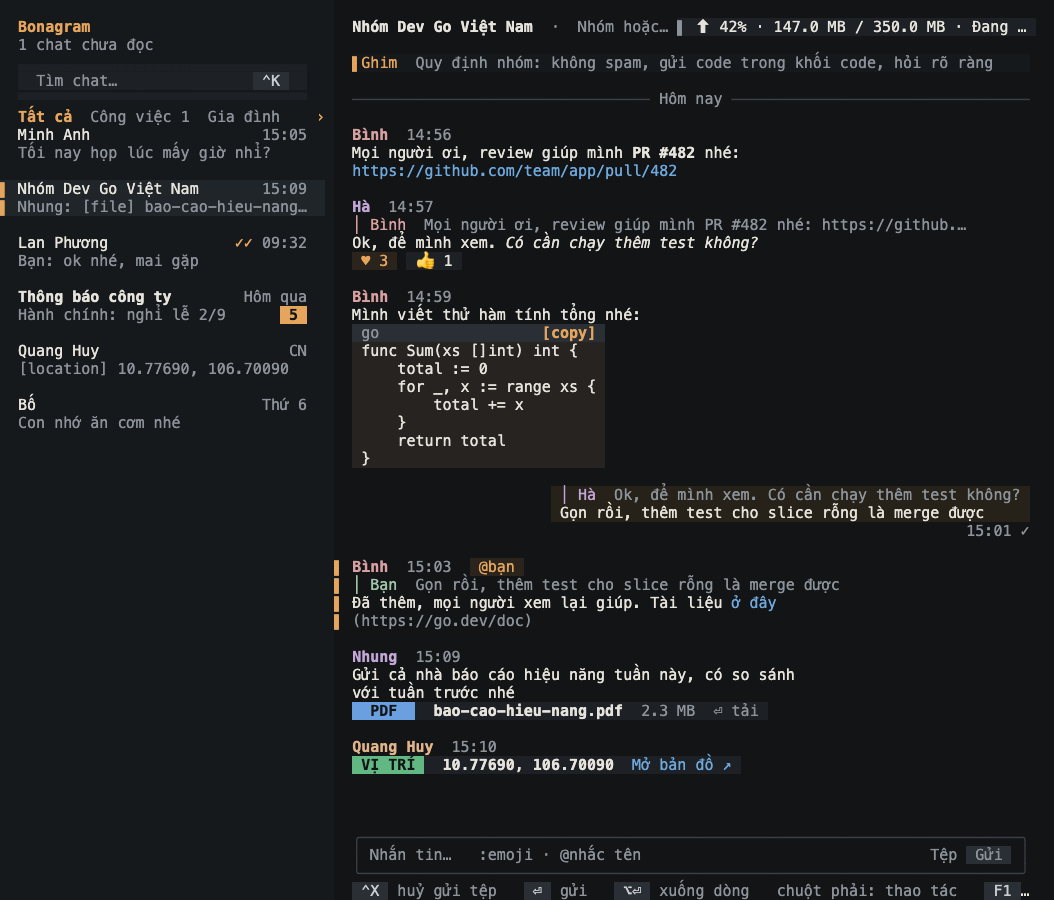 Bonagram
1 chat chưa đọc
Tìm chat… ^K
Tất cả Công việc 1 Gia đình ›
Minh Anh 15:05
Tối nay họp lúc mấy giờ nhỉ?
Nhóm Dev Go Việt Nam 15:09
Nhung: [file] bao-cao-hieu-nang…
Lan Phương ✓✓ 09:32
Bạn: ok nhé, mai gặp
Thông báo công ty Hôm qua
Hành chính: nghỉ lễ 2/9 5
Quang Huy CN
[location] 10.77690, 106.70090
Bố Thứ 6
Con nhớ ăn cơm nhé
Nhóm Dev Go Việt Nam · Nhóm hoặc… ⬆ 42% · 147.0 MB / 350.0 MB · Đang …
Ghim Quy định nhóm: không spam, gửi code trong khối code, hỏi rõ ràng
Hôm nay
Bình 14:56
Mọi người ơi, review giúp mình PR #482 nhé:
https://github.com/team/app/pull/482
Hà 14:57
│ Bình Mọi người ơi, review giúp mình PR #482 nhé: https://github.…
Ok, để mình xem. Có cần chạy thêm test không?
♥ 3 👍 1
Bình 14:59
Mình viết thử hàm tính tổng nhé:
go [copy]
func Sum(xs []int) int {
total := 0
for _, x := range xs {
total += x
}
return total
}
│ Hà Ok, để mình xem. Có cần chạy thêm test không?
Gọn rồi, thêm test cho slice rỗng là merge được
15:01 ✓
Bình 15:03 @bạn
│ Bạn Gọn rồi, thêm test cho slice rỗng là merge được
Đã thêm, mọi người xem lại giúp. Tài liệu ở đây
(https://go.dev/doc)
Nhung 15:09
Gửi cả nhà báo cáo hiệu năng tuần này, có so sánh
với tuần trước nhé
PDF bao-cao-hieu-nang.pdf 2.3 MB ⏎ tải
Quang Huy 15:10
VỊ TRÍ 10.77690, 106.70090 Mở bản đồ ↗
Nhắn tin… :emoji · @nhắc tên Tệp Gửi
^X huỷ gửi tệp ⏎ gửi ⌥⏎ xuống dòng chuột phải: thao tác F1 …